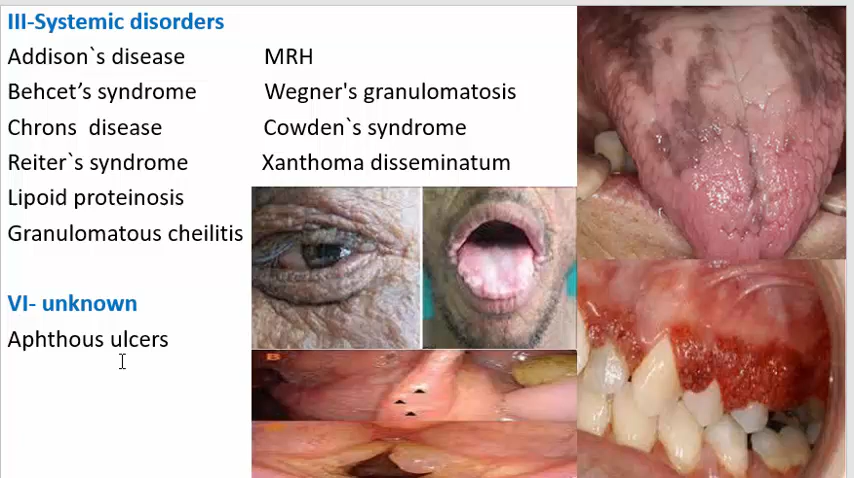 III-Systemic disorders
Addison`s disease MRH
Behcet’s syndrome Wegner's granulomatosis
Chrons disease Cowden`s syndrome
Reiter`s syndrome Xanthoma disseminatum
Lipoid proteinosis
Granulomatous cheilitis
VI- unknown
Aphthous ulcers
B